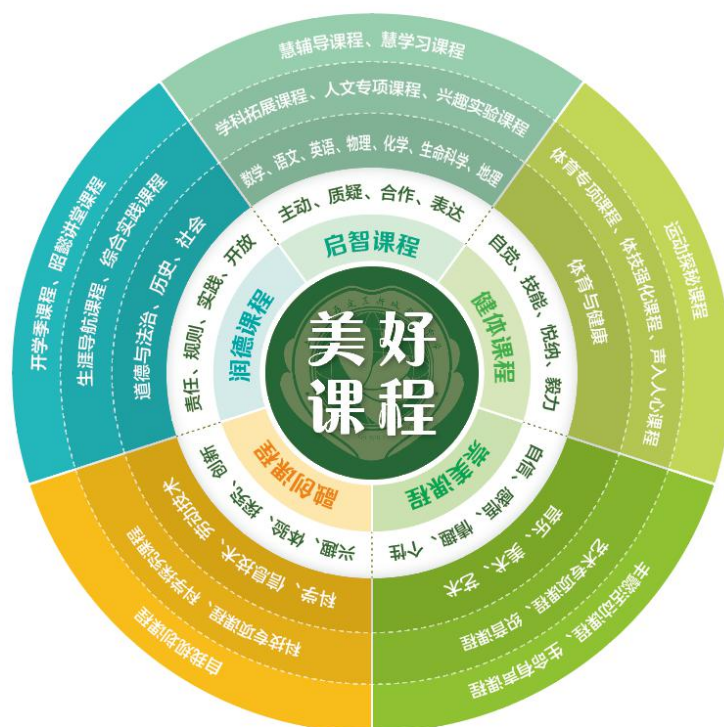 美好
课程
启智课程
主动、质疑、合作、表达
数学、语文、英语、物理、化学、生命科学、地理
学科拓展课程、人文专项课程、兴趣实验课程
慧辅导课程、慧学习课程
健体课程
自觉、技能、悦纳、毅力
体育与健康
体育专项课程、体技强化课程、声入人心课程
运动探秘课程
崇美课程
自信、感悟、情趣、个性
音乐、美术、艺术
艺术专项课程、悦音课程
丰懿活动课程、生命有声课程
融创课程
兴趣、体验、探究、创新
科学、信息技术、劳动技术
科技专项课程、科学探究课程
自我规划课程
润德课程
责任、规则、实践、开放
道德与法治、历史、社会
生涯导航课程、综合实践课程
开学季课程、昭懿讲堂课程